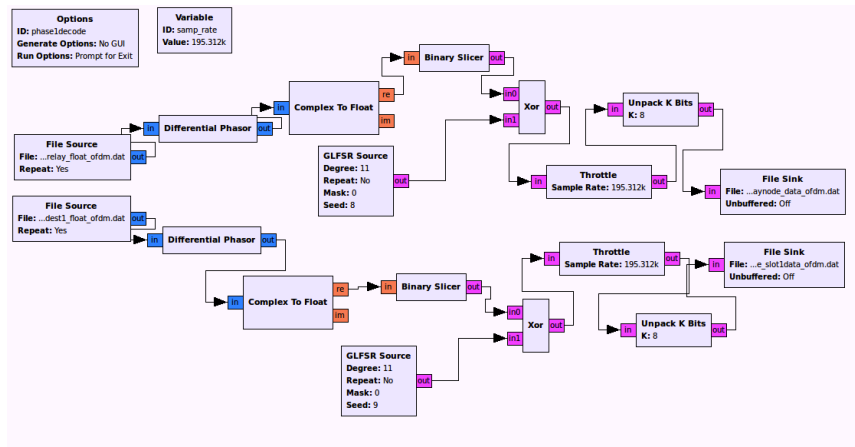 Options
ID: phase1decode
Generate Options: No GUI
Run Options: Prompt for Exit
Variable
ID: samp_rate
Value: 195.312k
File Source
File: ...relay_float_ofdm.dat
Repeat: Yes
out
in
Differential Phasor
out
in
Complex To Float
re
im
in
Binary Slicer
out
GLFSR Source
Degree: 11
Repeat: No
Mask: 0
Seed: 8
out
in0
in1
Xor
out
in
Throttle
Sample Rate: 195.312k
out
in
Unpack K Bits
K: 8
out
in
File Sink
File: ...aynode_data_ofdm.dat
Unbuffered: Off
File Source
File: ...dest1_float_ofdm.dat
Repeat: Yes
out
in
Differential Phasor
out
in
Complex To Float
re
im
in
Binary Slicer
out
GLFSR Source
Degree: 11
Repeat: No
Mask: 0
Seed: 9
out
in0
in1
Xor
out
in
Throttle
Sample Rate: 195.312k
out
in
Unpack K Bits
K: 8
out
in
File Sink
File: ...e_slot1data_ofdm.dat
Unbuffered: Off